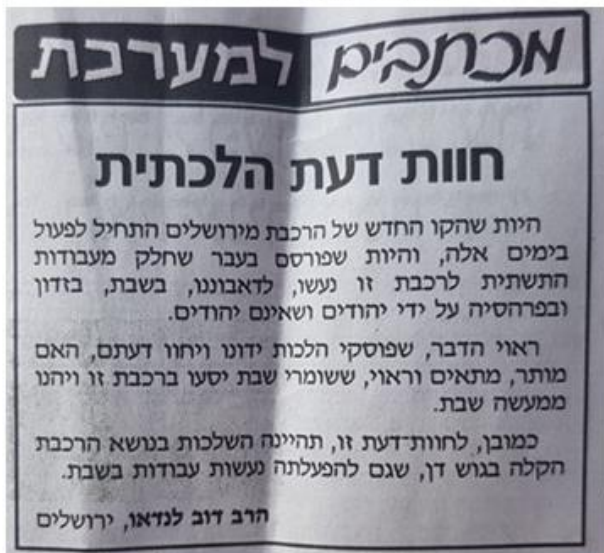 מכתבים למערכת
חוות דעת הלכתית
היות שהקו החדש של הרכבת מירושלים התחיל לפעול
בימים אלה, והיות שפורסם בעבר שחלק מעבודות
התשתית לרכבת זו נעשו, לדאבוננו, בשבת, בזדון
ובפרהסיה על ידי יהודים ושאינם יהודים.
ראוי הדבר, שפוסקי הלכות ידונו ויחוו דעתם, האם
מותר, מתאים וראוי, ששומרי שבת יסעו ברכבת זו ויהנו
ממעשה שבת.
כמובן, לחוות־דעת זו, תהיינה השלכות בנושא הרכבת
הקלה בגוש דן, שגם להפעלתה נעשות עבודות בשבת.
הרב דוב לנדאו, ירושלים